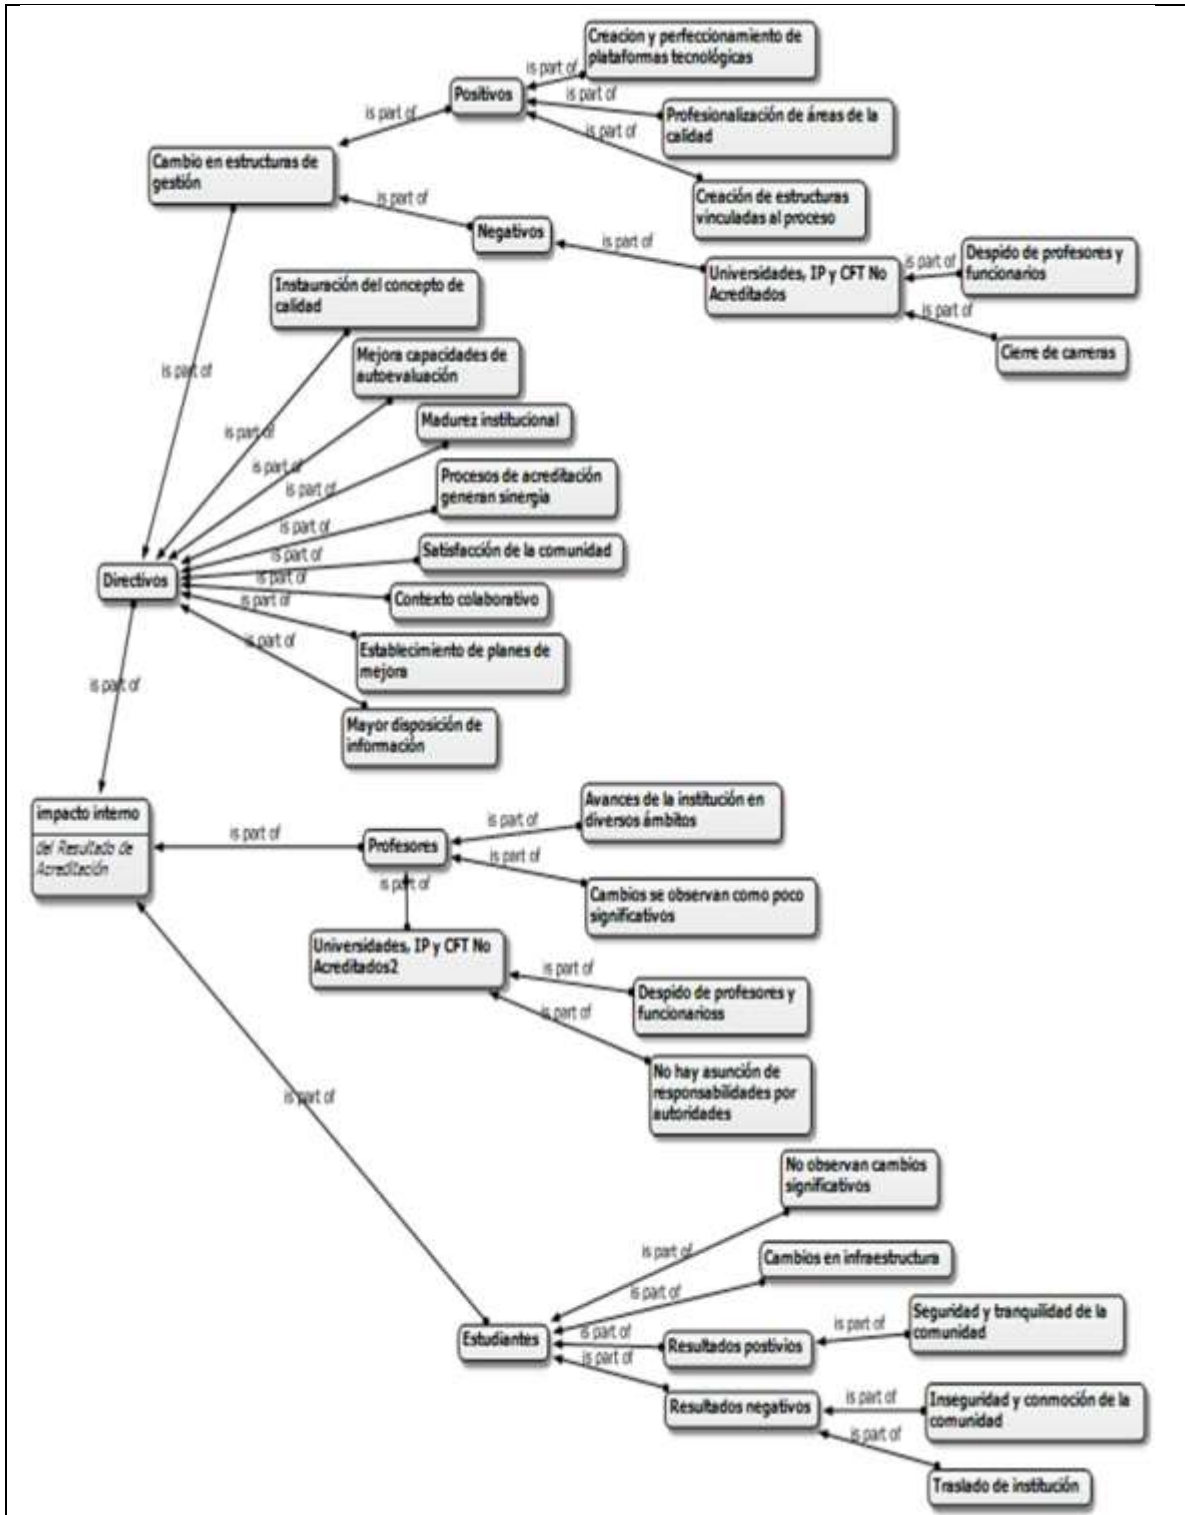 Creacion y perfeccionamiento de
plataformas tecnológicas
is part of
Positivos
is part of
is part of
Profesionalización de áreas de la
calidad
is part of
Cambio en estructuras de
gestión
is part of
Creación de estructuras
vinculadas al proceso
Negativos
is part of
Universidades, IP y CFT No
Acreditados
is part of
Despido de profesores y
funcionarios
is part of
Cierre de carreras
Instauración del concepto de
calidad
Mejora capacidades de
autoevaluación
is part of
Madurez institucional
is part of
Procesos de acreditación
generan sinergia
is part of
is part of
is part of
Satisfacción de la comunidad
is part of
is part of
Directivos
Contexto colaborativo
is part of
is part of
Establecimiento de planes de
mejora
is part of
Mayor disposición de
información
impacto interno
del Resultado de
Acreditación
is part of
Profesores
is part of
Avances de la institución en
diversos ámbitos
is part of
Cambios se observan como poco
significativos
is part of
Universidades, IP y CFT No
Acreditados2
is part of
Despido de profesores y
funcionarioss
is part of
No hay asunción de
responsabilidades por
autoridades
is part of
No observan cambios
significativos
is part of
Cambios en infraestructura
is part of
Estudiantes
is part of
Resultados postivios
is part of
Seguridad y tranquilidad de la
comunidad
is part of
Resultados negativos
is part of
Inseguridad y conmoción de la
comunidad
is part of
Traslado de institución